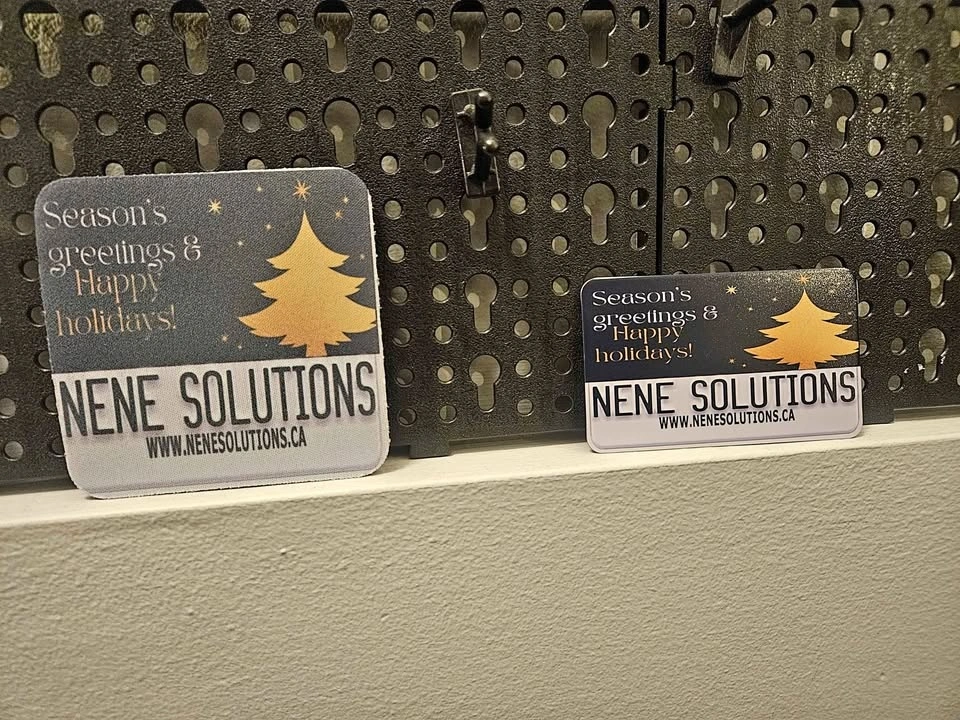 Season's
greetings &
Happy
holidays!
NENE SOLUTIONS
WWW.NENESOLUTIONS.CA
Season's
greetings &
Happy
holidays!
NENE SOLUTIONS
WWW.NENESOLUTIONS.CA